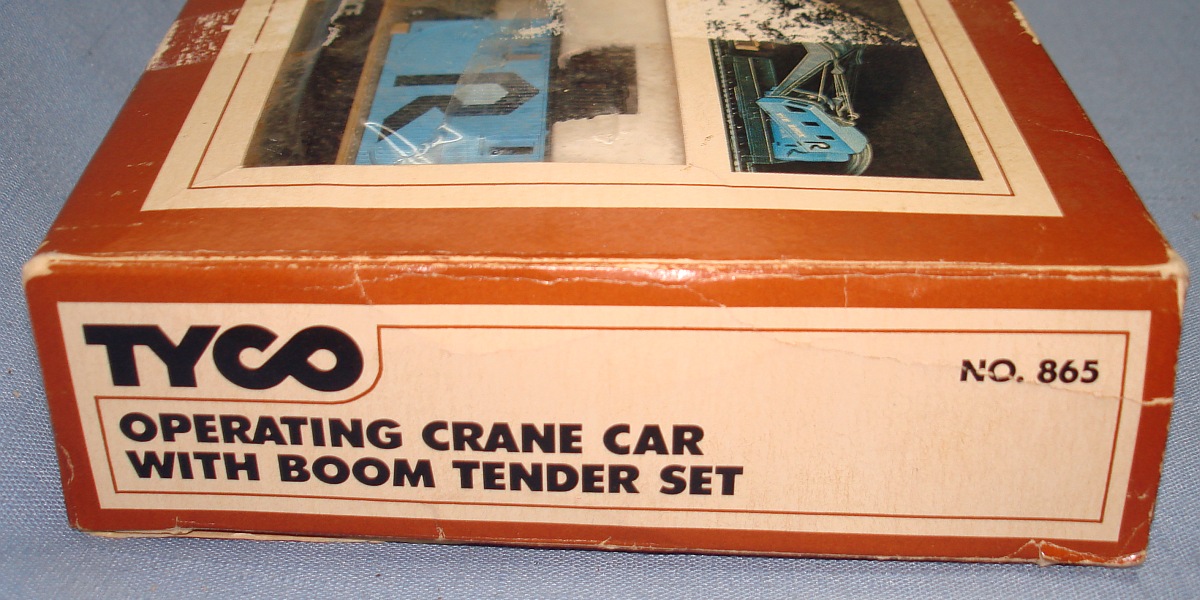 R
R
TYCO
NO. 865
OPERATING CRANE CAR
WITH BOOM TENDER SET